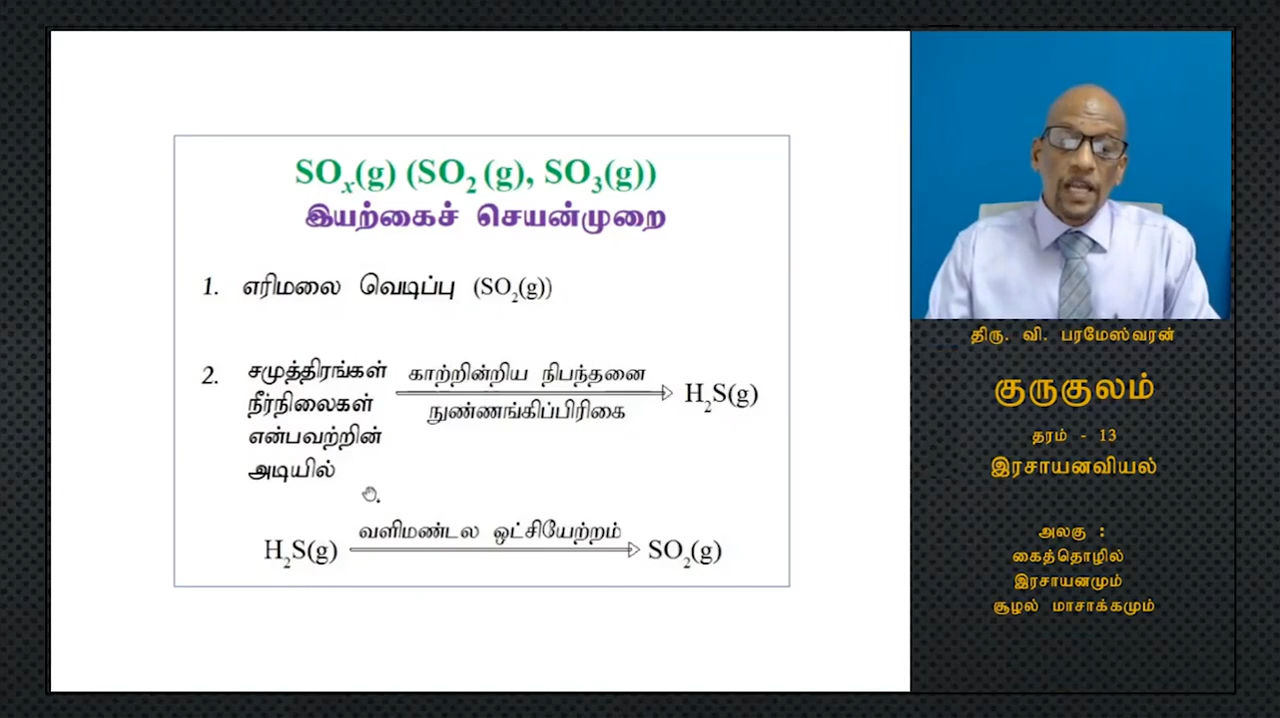 SOₓ(g) (SO₂ (g), SO₃(g))
இயற்கைச் செயன்முறை
1. எரிமலை வெடிப்பு (SO₂(g))
2. சமுத்திரங்கள்
நீர்நிலைகள்
என்பவற்றின்
அடியில்
காற்றின்றிய நிபந்தனை
நுண்ணங்கிப்பிரிகை
H₂S(g)
H₂S(g) வளிமண்டல ஒட்சியேற்றம் SO₂(g)
திரு. வி. பரமேஸ்வரன்
குருகுலம்
தரம் - 13
இரசாயனவியல்
அலகு :
கைத்தொழில்
இரசாயனமும்
சூழல் மாசாக்கமும்